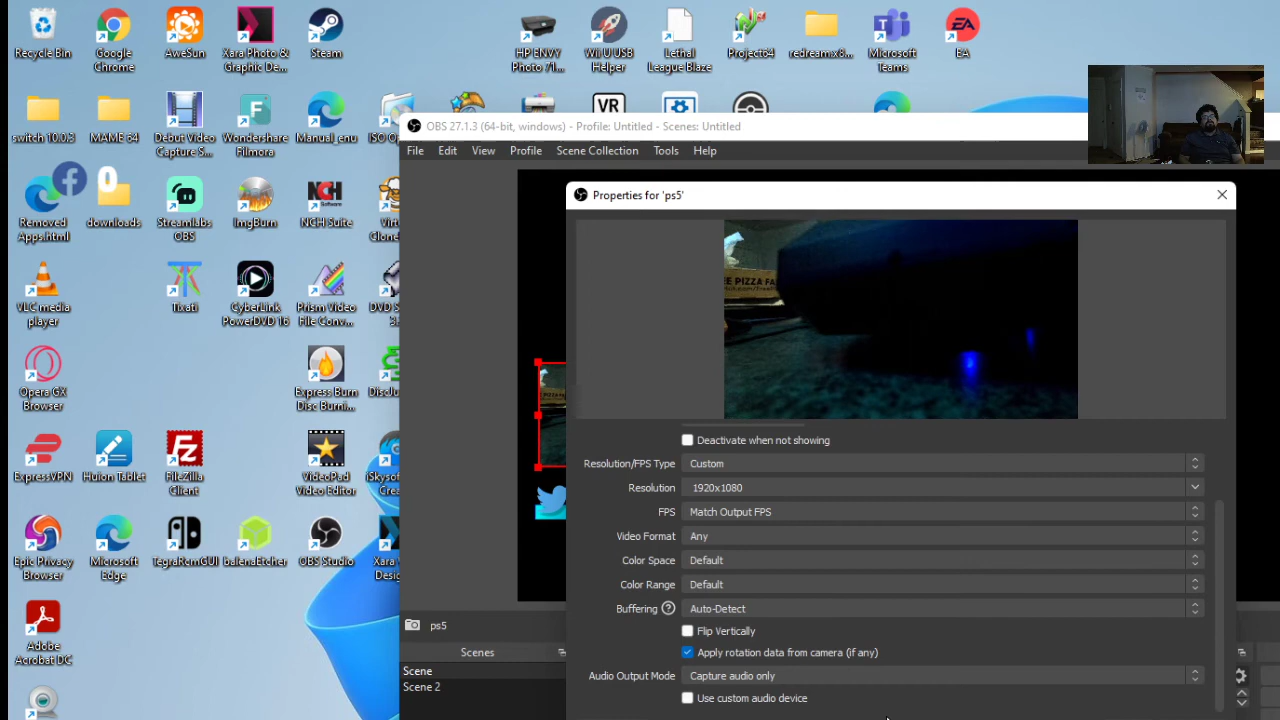 Recycle Bin
Google
Chrome
AweSun
Xara Photo &
Graphic De...
Steam
HP ENVY
Photo 71...
Wii U USB
Helper
Lethal
League Blaze
Project64
redream.x8...
Microsoft
Teams
EA
EA
switch 10.0.3
MAME 64
Debut Video
Capture S...
Wondershare
Filmora
Manual_enu
VR
OBS 27.1.3 (64-bit, windows) - Profile: Untitled - Scenes: Untitled
File Edit View Profile Scene Collection Tools Help
Removed
Apps.html
downloads
Streamlabs
OBS
ImgBurn
NCH
Software
NCH Suite
Properties for 'ps5'
VLC media
player
Tixati
CyberLink
PowerDVD 16
Prism Video
File Conv...
Opera GX
Browser
Express Burn
Disc Burni...
Deactivate when not showing
Resolution/FPS Type Custom
Resolution 1920x1080
FPS Match Output FPS
Video Format Any
Color Space Default
Color Range Default
Buffering ? Auto-Detect
Flip Vertically
Apply rotation data from camera (if any)
Audio Output Mode Capture audio only
Use custom audio device
ExpressVPN
Huion Tablet
Fz
FileZilla
Client
VideoPad
Video Editor
Epic Privacy
Browser
Microsoft
Edge
TegraRcmGUI
balenaEtcher
OBS Studio
Adobe
Acrobat DC
ps5
Scenes
Scene
Scene 2